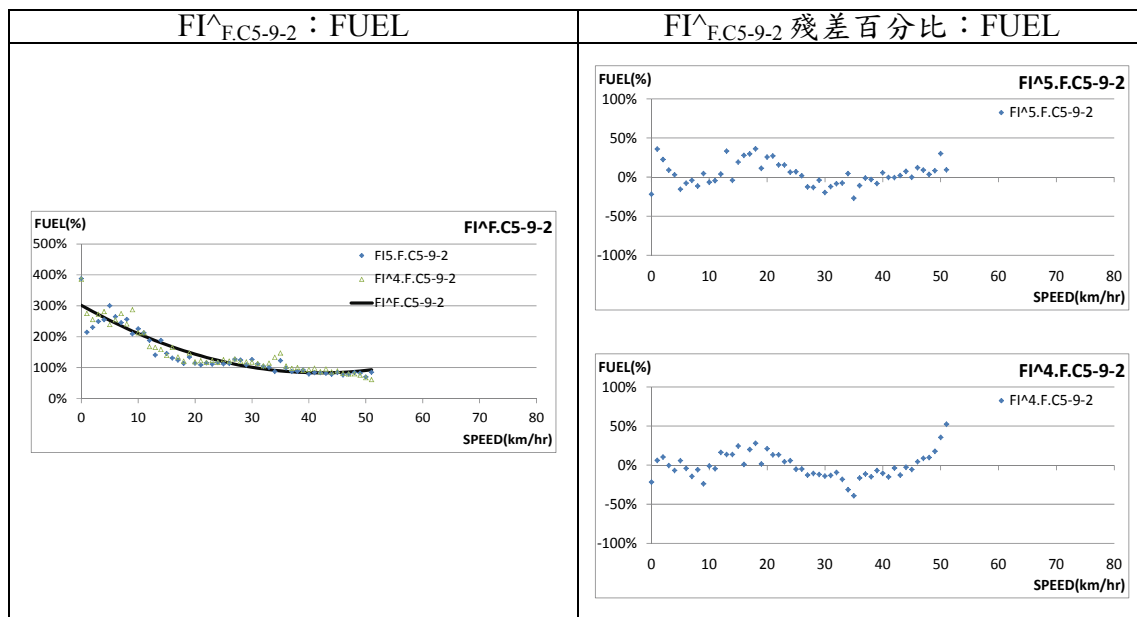 FI^F.C5-9-2：FUEL
FI^F.C5-9-2 殘差百分比：FUEL
FUEL(%)
FI^F.C5-9-2
500%
400%
300%
200%
100%
0%
FI5.F.C5-9-2
FI^4.F.C5-9-2
FI^F.C5-9-2
0 10 20 30 40 50 60 70 80
SPEED(km/hr)
FUEL(%)
FI^5.F.C5-9-2
100%
50%
0%
-50%
-100%
FI^5.F.C5-9-2
0 10 20 30 40 50 60 70 80
SPEED(km/hr)
FUEL(%)
FI^4.F.C5-9-2
100%
50%
0%
-50%
-100%
FI^4.F.C5-9-2
0 10 20 30 40 50 60 70 80
SPEED(km/hr)